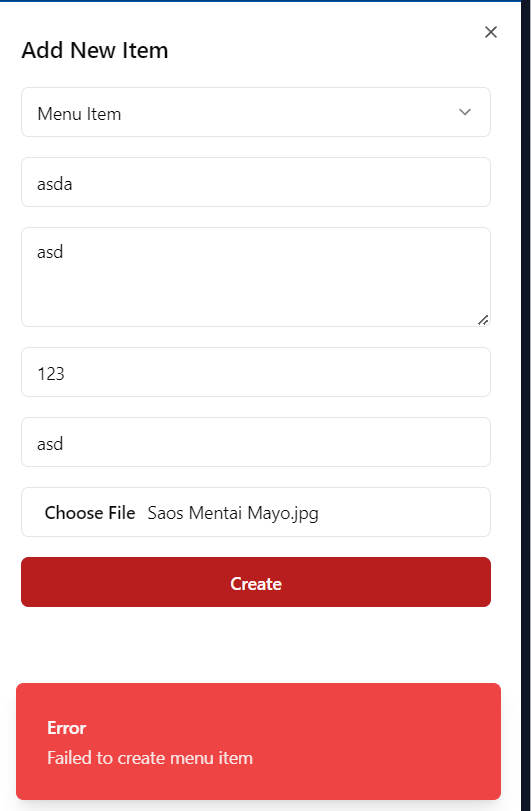 Add New Item
Menu Item
asda
asd
123
asd
Choose File Saos Mentai Mayo.jpg
Create
Error
Failed to create menu item